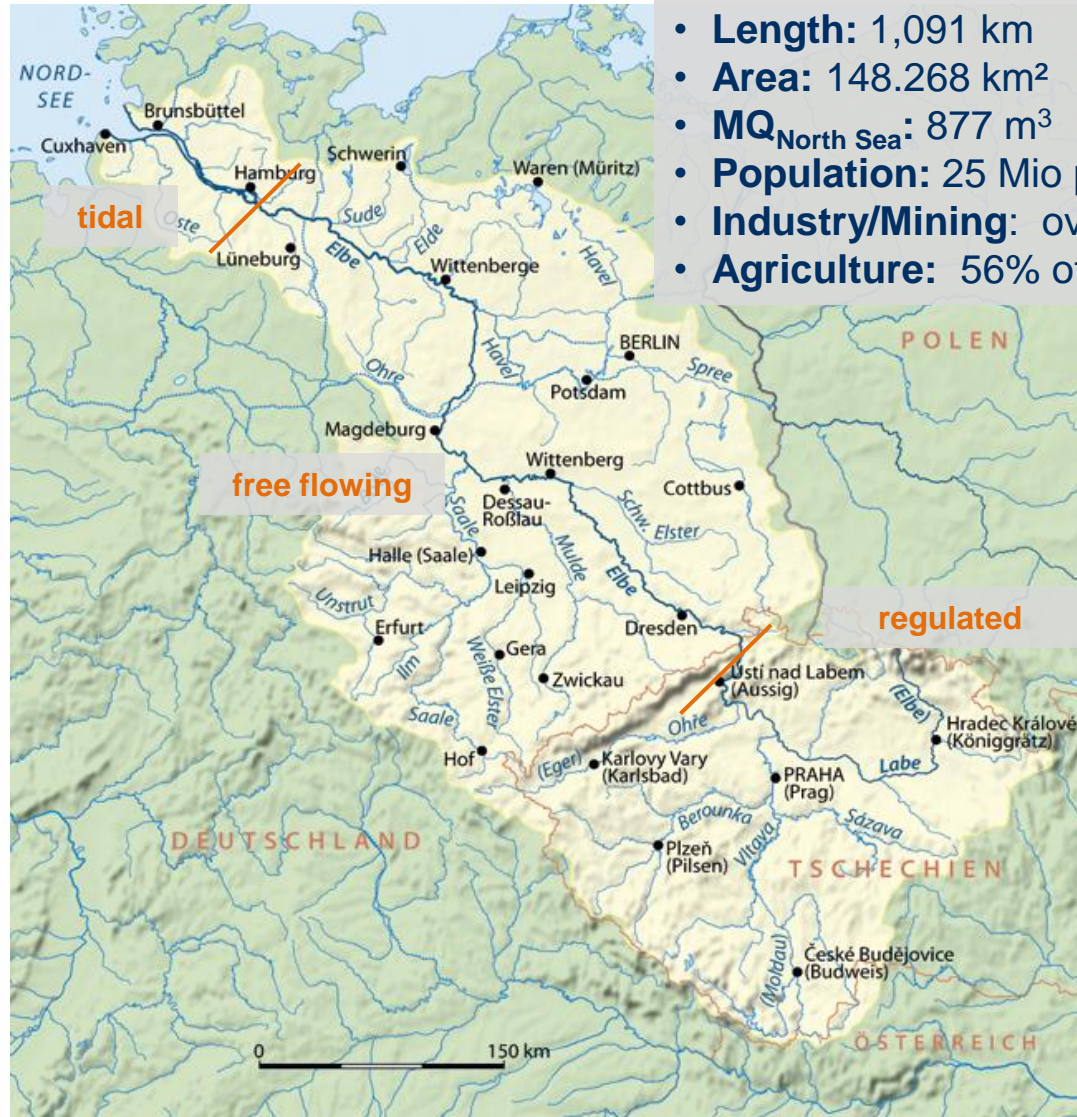 • Length: 1,091 km
• Area: 148.268 km²
• MQNorth Sea: 877 m³
• Population: 25 Mio
• Industry/Mining:
• Agriculture: 56%
NORD-
SEE
Brunsbüttel
Cuxhaven
Hamburg
Schwerin
Waren (Müritz)
tidal
Oste
Sude
Elde
Havel
Lüneburg
Elbe
Wittenberge
POLEN
BERLIN
Ohre
Havel
Spree
Potsdam
Magdeburg
Wittenberg
free flowing
Cottbus
Dessau-
Roßlau
Saale
Schw. Elster
Halle (Saale)
Mulde
Elbe
Leipzig
Unstrut
Dresden
regulated
Erfurt
Ilm
Gera
Weiße Elster
Zwickau
Ústí nad Labem
(Aussig)
(Elbe)
Saale
Ohře
Hradec Králové
(Königgrätz)
Hof
(Eger)
Karlovy Vary
(Karlsbad)
Labe
PRAHA
(Prag)
Berounka
Sázava
DEUTSCHLAND
Plzeň
(Pilsen)
Vltava
TSCHECHIEN
(Moldau)
České Budějovice
(Budweis)
ÖSTERREICH
0
150 km